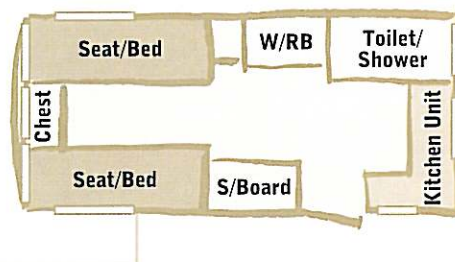 Seat/Bed
W/RB
Toilet/
Shower
Chest
Seat/Bed
S/Board
Kitchen Unit